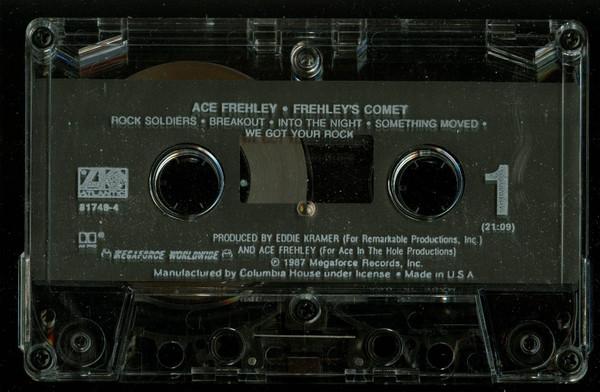 ACE FREHLEY • FREHLEY'S COMET
ROCK SOLDIERS • BREAKOUT • INTO THE NIGHT • SOMETHING MOVED •
WE GOT YOUR ROCK
ATLANTIC
81749-4
1
(21:09)
PRODUCED BY EDDIE KRAMER (For Remarkable Productions, Inc.)
AND ACE FREHLEY (For Ace In The Hole Productions)
MEGAFORCE WORLDWIDE
℗ 1987 Megaforce Records, Inc.
Manufactured by Columbia House under license • Made in U.S.A.